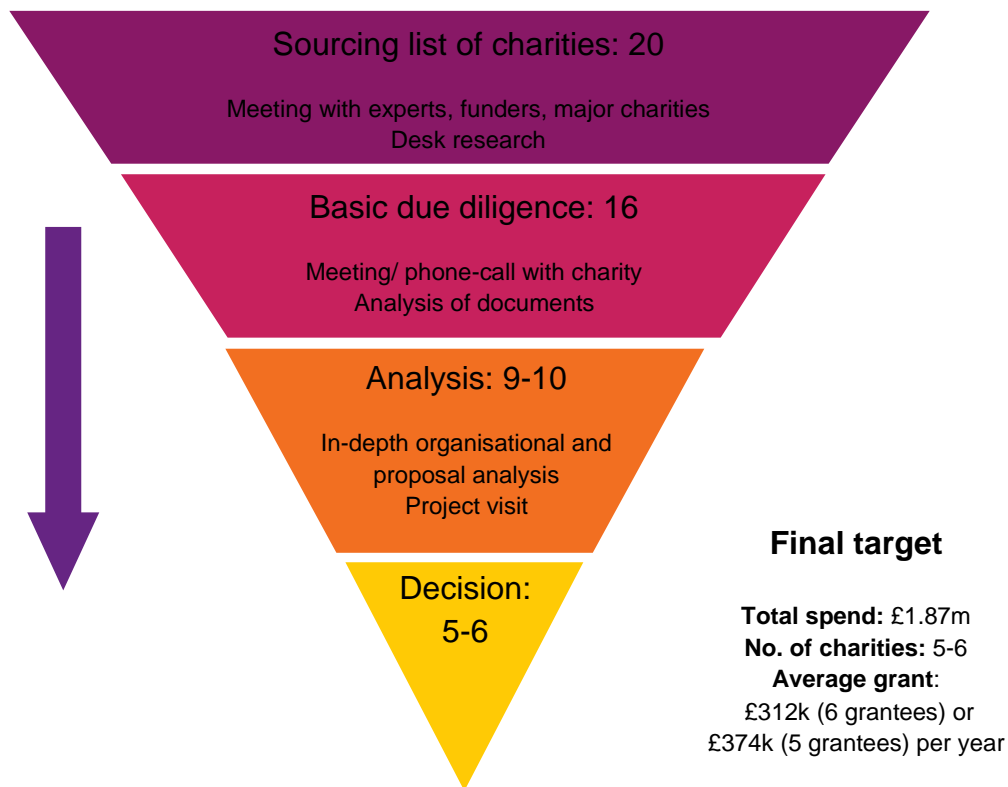 Sourcing list of charities: 20
Meeting with experts, funders, major charities
Desk research
Basic due diligence: 16
Meeting/ phone-call with charity
Analysis of documents
Analysis: 9-10
In-depth organisational and
proposal analysis
Project visit
Decision:
5-6
Final target
Total spend: £1.87m
No. of charities: 5-6
Average grant:
£312k (6 grantees) or
£374k (5 grantees) per year